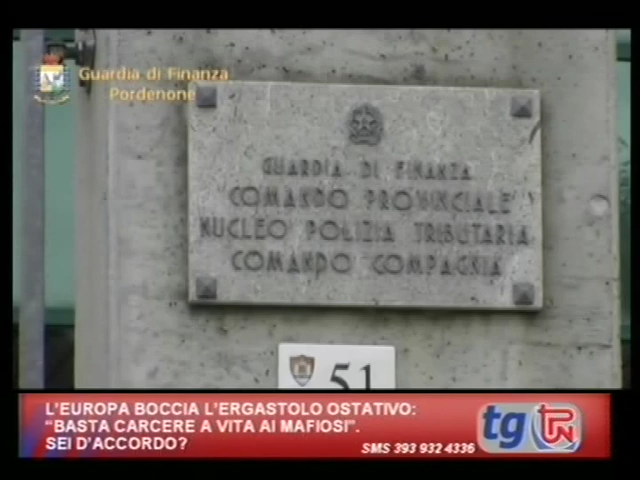 Guardia di Finanza
Pordenone
GUARDIA DI FINANZA
COMANDO PROVINCIALE
NUCLEO POLIZIA TRIBUTARIA
COMANDO COMPAGNIA
51
L'EUROPA BOCCIA L'ERGASTOLO OSTATIVO:
"BASTA CARCERE A VITA AI MAFIOSI".
SEI D'ACCORDO?
SMS 393 932 4336
tg TPN